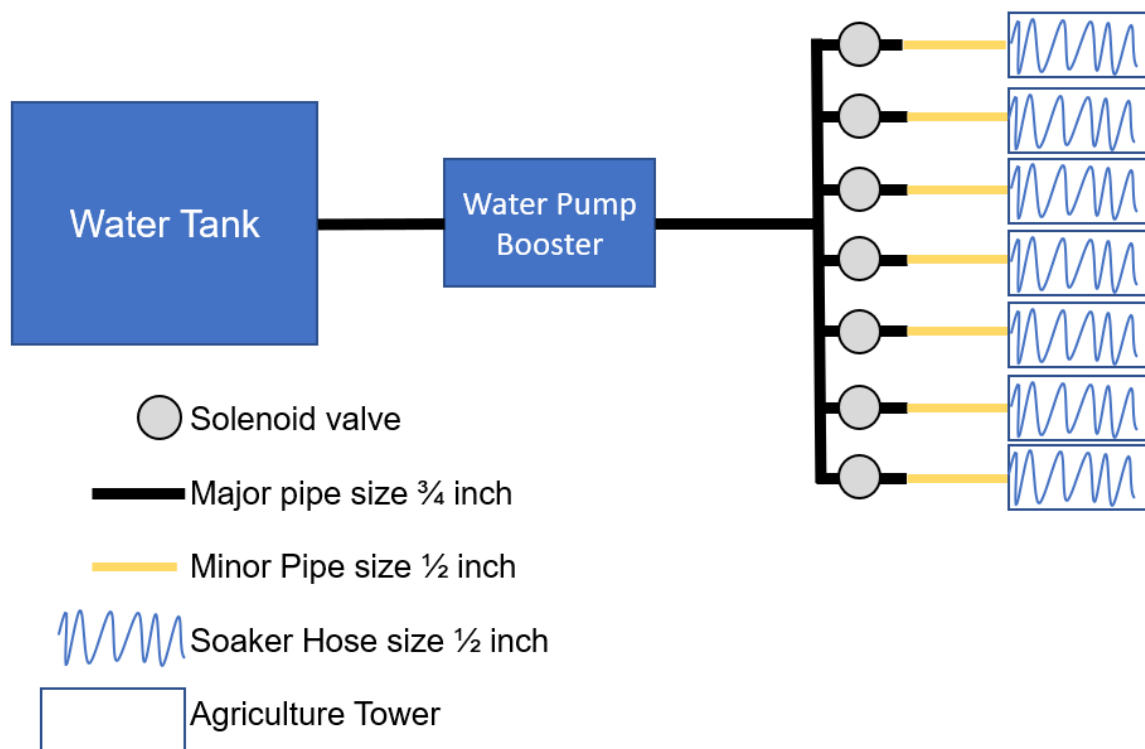 Water Tank
Water Pump
Booster
Solenoid valve
Major pipe size ¾ inch
Minor Pipe size ½ inch
Soaker Hose size ½ inch
Agriculture Tower